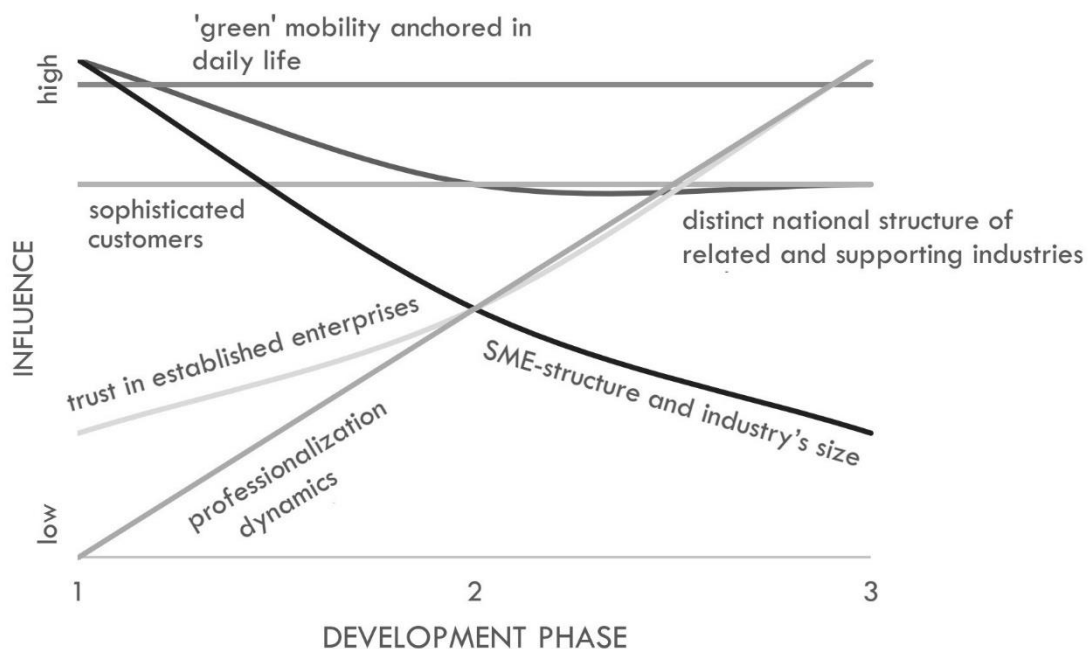 'green' mobility anchored in
daily life
high
sophisticated
customers
distinct national structure of
related and supporting industries
INFLUENCE
trust in established enterprises
SME-structure and industry's size
professionalization
dynamics
low
1
2
3
DEVELOPMENT PHASE